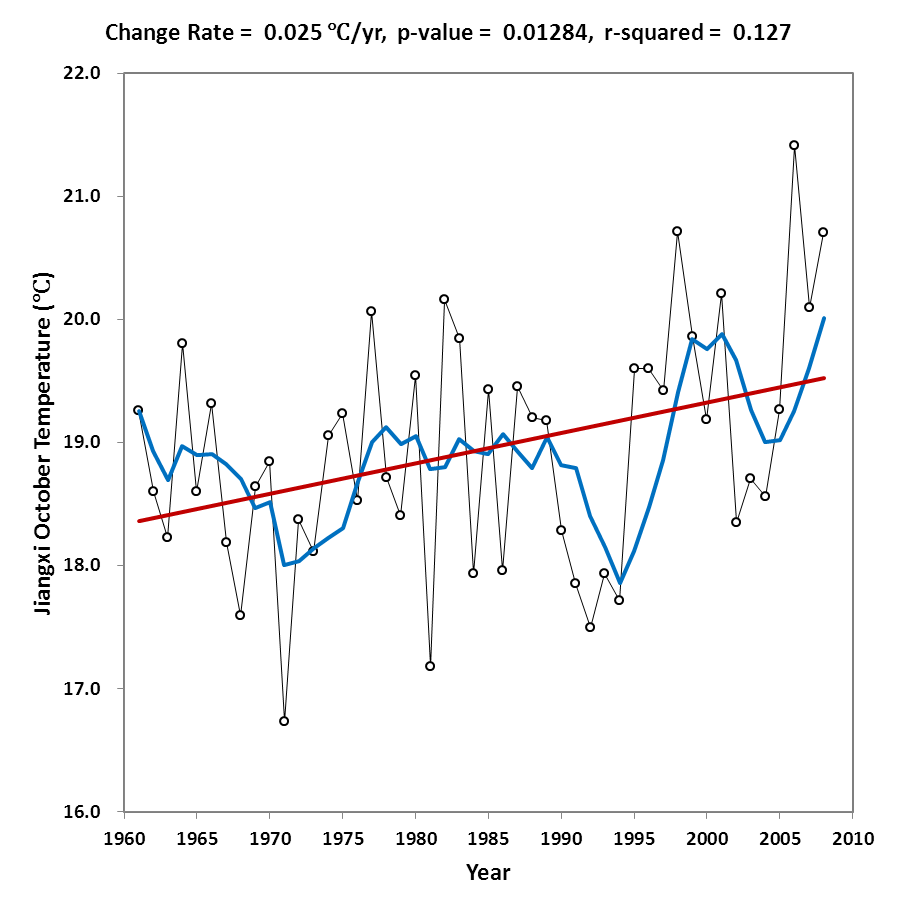 Change Rate = 0.025 ℃/yr, p-value = 0.01284, r-squared = 0.127
22.0
21.0
20.0
19.0
18.0
17.0
16.0
Jiangxi October Temperature (℃)
1960 1965 1970 1975 1980 1985 1990 1995 2000 2005 2010
Year